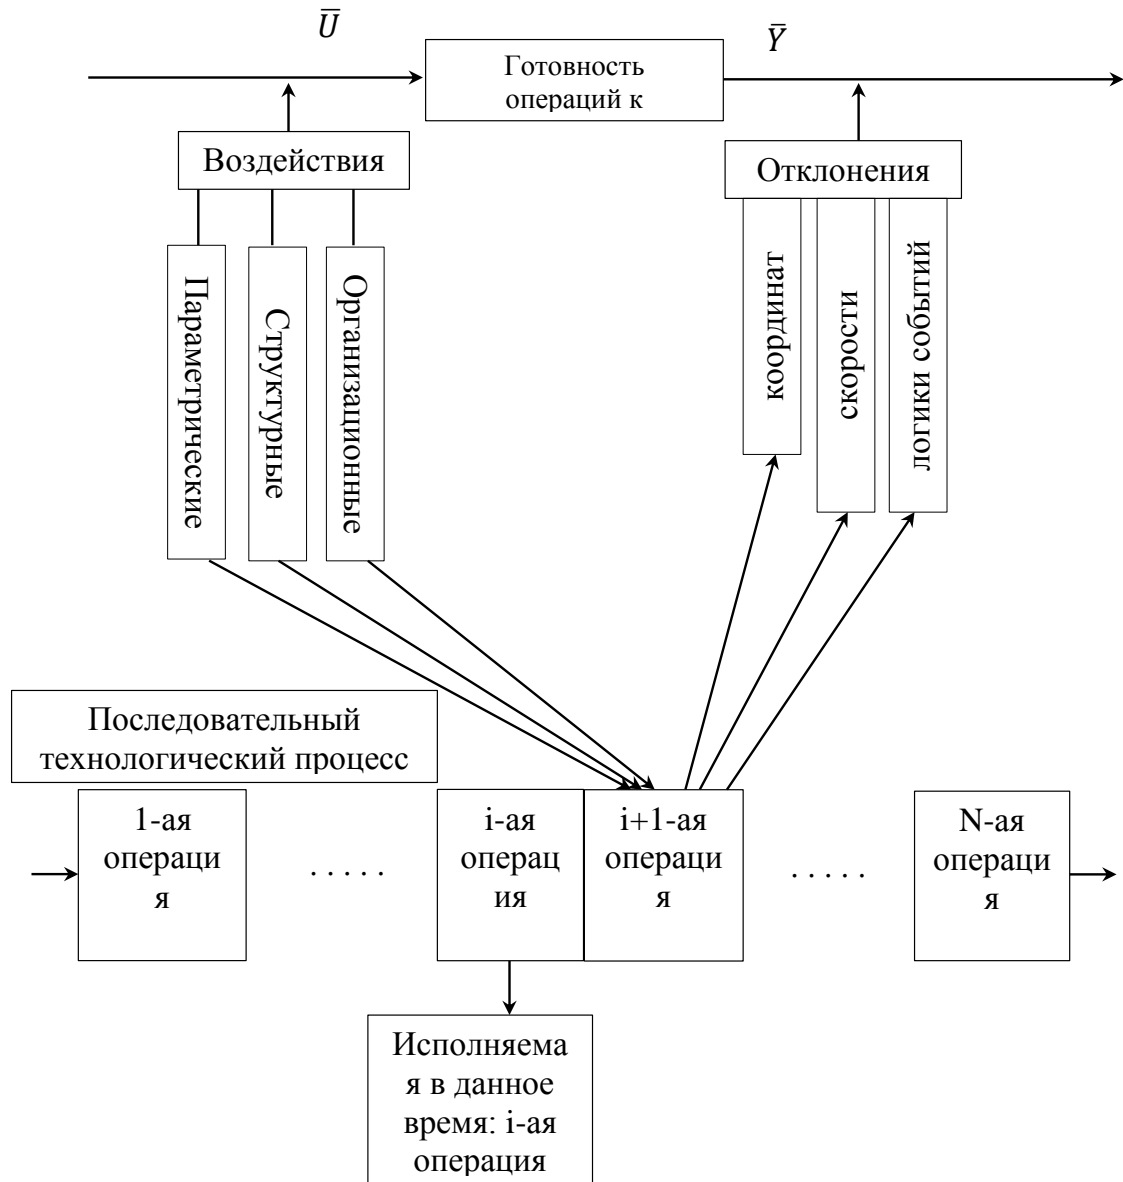 Ū
Ȳ
Готовность
операций к
Воздействия
Отклонения
Параметрические
Структурные
Организационные
координат
скорости
логики событий
Последовательный
технологический процесс
1-ая
операци
я
. . . . .
i-ая
операц
ия
i+1-ая
операци
я
. . . . .
N-ая
операци
я
Исполняема
я в данное
время: i-ая
операция